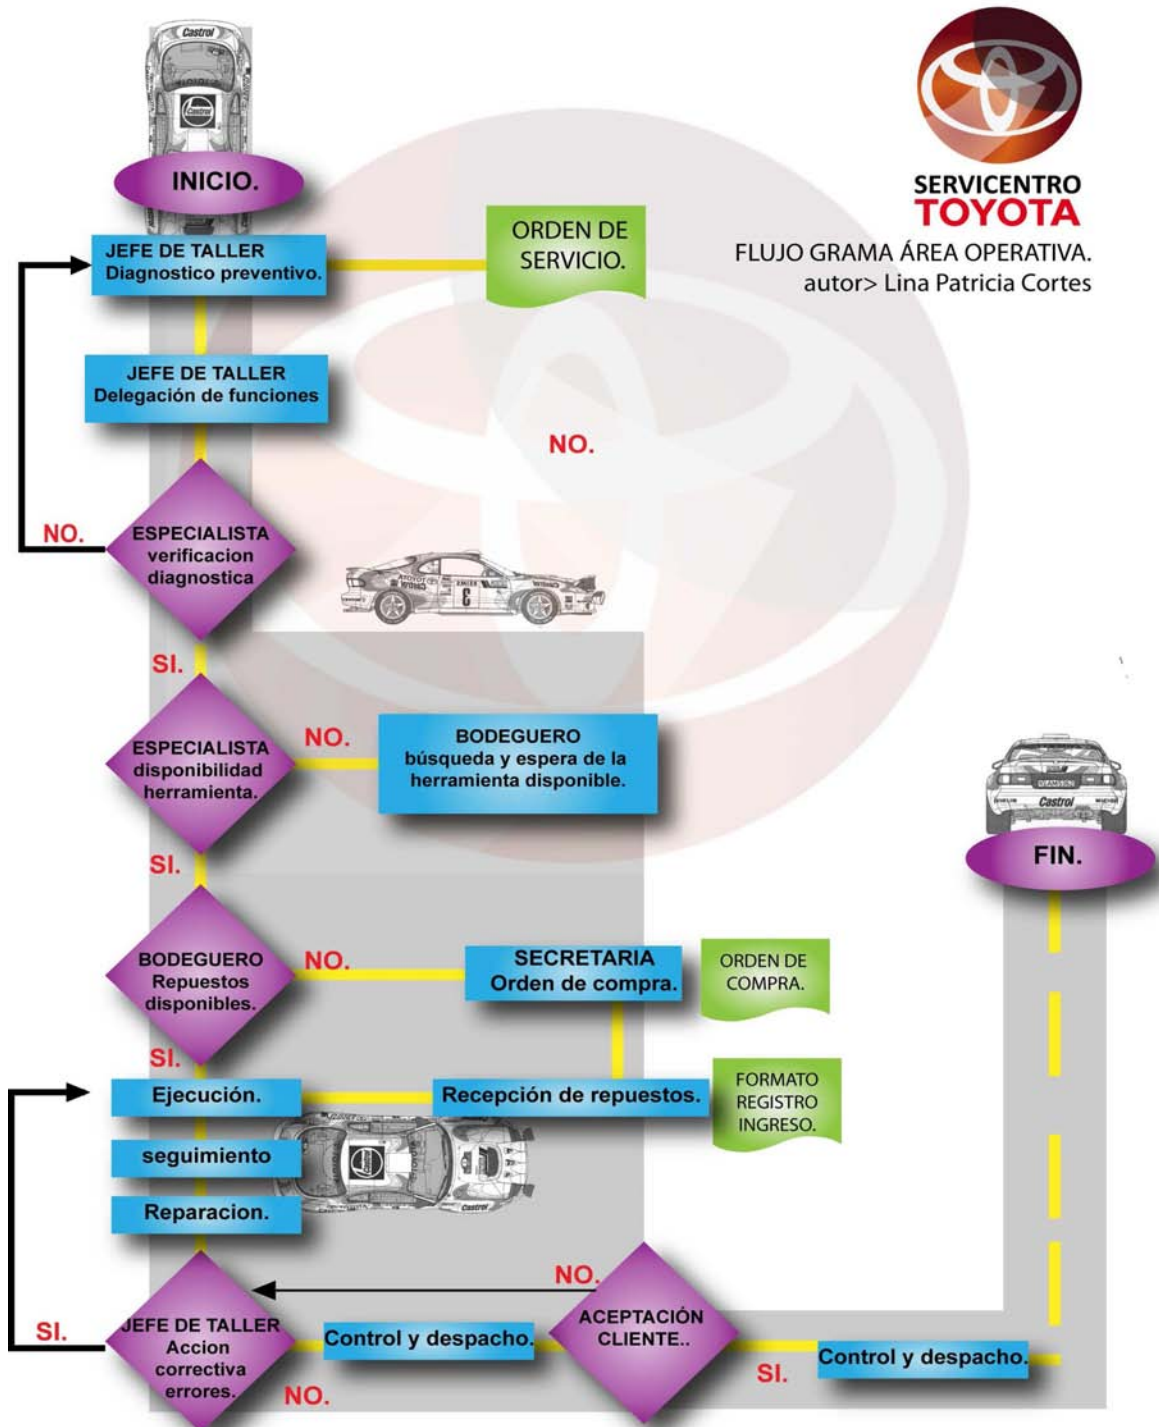 Castrol
Castrol
INICIO.
SERVICENTRO
TOYOTA
FLUJO GRAMA ÁREA OPERATIVA.
autor> Lina Patricia Cortes
JEFE DE TALLER
Diagnostico preventivo.
ORDEN DE
SERVICIO.
JEFE DE TALLER
Delegación de funciones
NO.
NO.
ESPECIALISTA
verificacion
diagnostica
SI.
ESPECIALISTA
disponibilidad
herramienta.
NO.
BODEGUERO
búsqueda y espera de la
herramienta disponible.
Castrol
FIN.
SI.
BODEGUERO
Repuestos
disponibles.
NO.
SECRETARIA
Orden de compra.
ORDEN DE
COMPRA.
SI.
Ejecución.
Recepción de repuestos.
FORMATO
REGISTRO
INGRESO.
seguimiento
Castrol
Reparacion.
NO.
SI.
JEFE DE TALLER
Accion
correctiva
errores.
NO.
Control y despacho.
ACEPTACIÓN
CLIENTE..
SI.
Control y despacho.